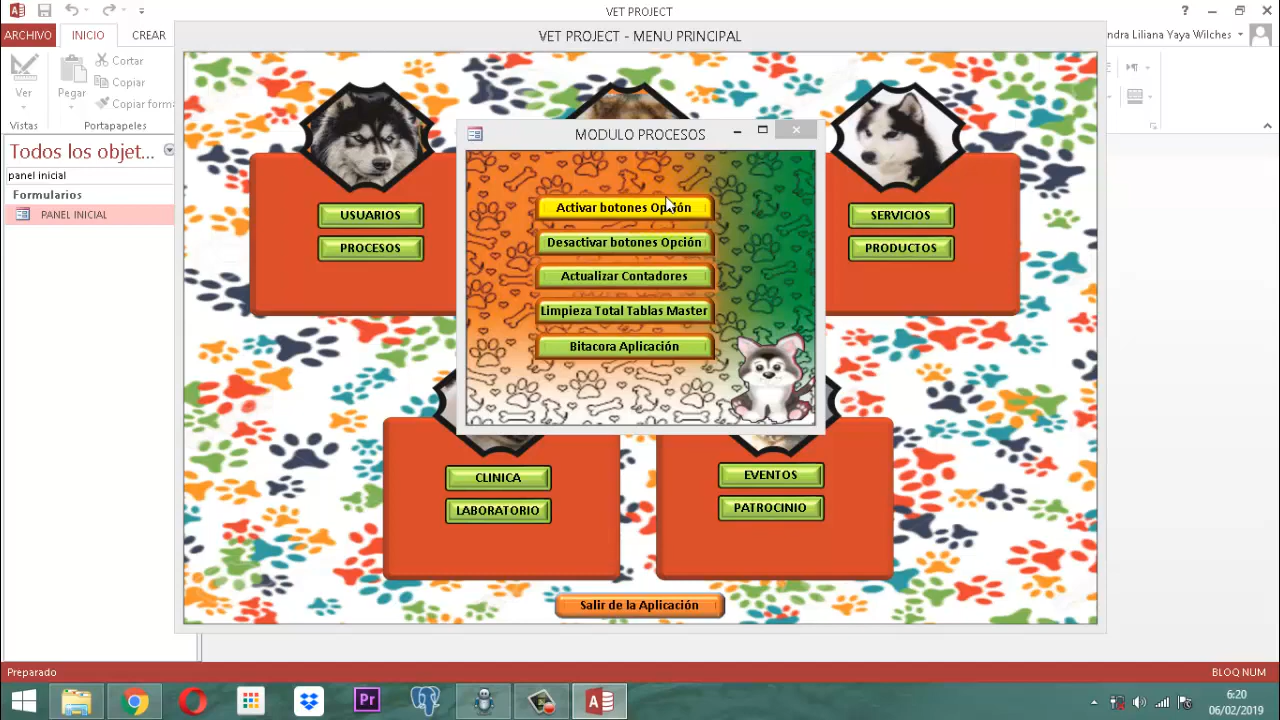 VET PROJECT
?
ARCHIVO
INICIO
CREAR
ndra Liliana Yaya Wilches
Ver
Pegar
Cortar
Copiar
Copiar forma
Vistas
Portapapeles
Todos los objet...
panel inicial
Formularios
PANEL INICIAL
VET PROJECT - MENU PRINCIPAL
USUARIOS
PROCESOS
SERVICIOS
PRODUCTOS
MODULO PROCESOS
Activar botones Opción
Desactivar botones Opción
Actualizar Contadores
Limpieza Total Tablas Master
Bitacora Aplicación
CLINICA
LABORATORIO
EVENTOS
PATROCINIO
Salir de la Aplicación
Preparado
BLOQ NUM
Pr
6:20
06/02/2019